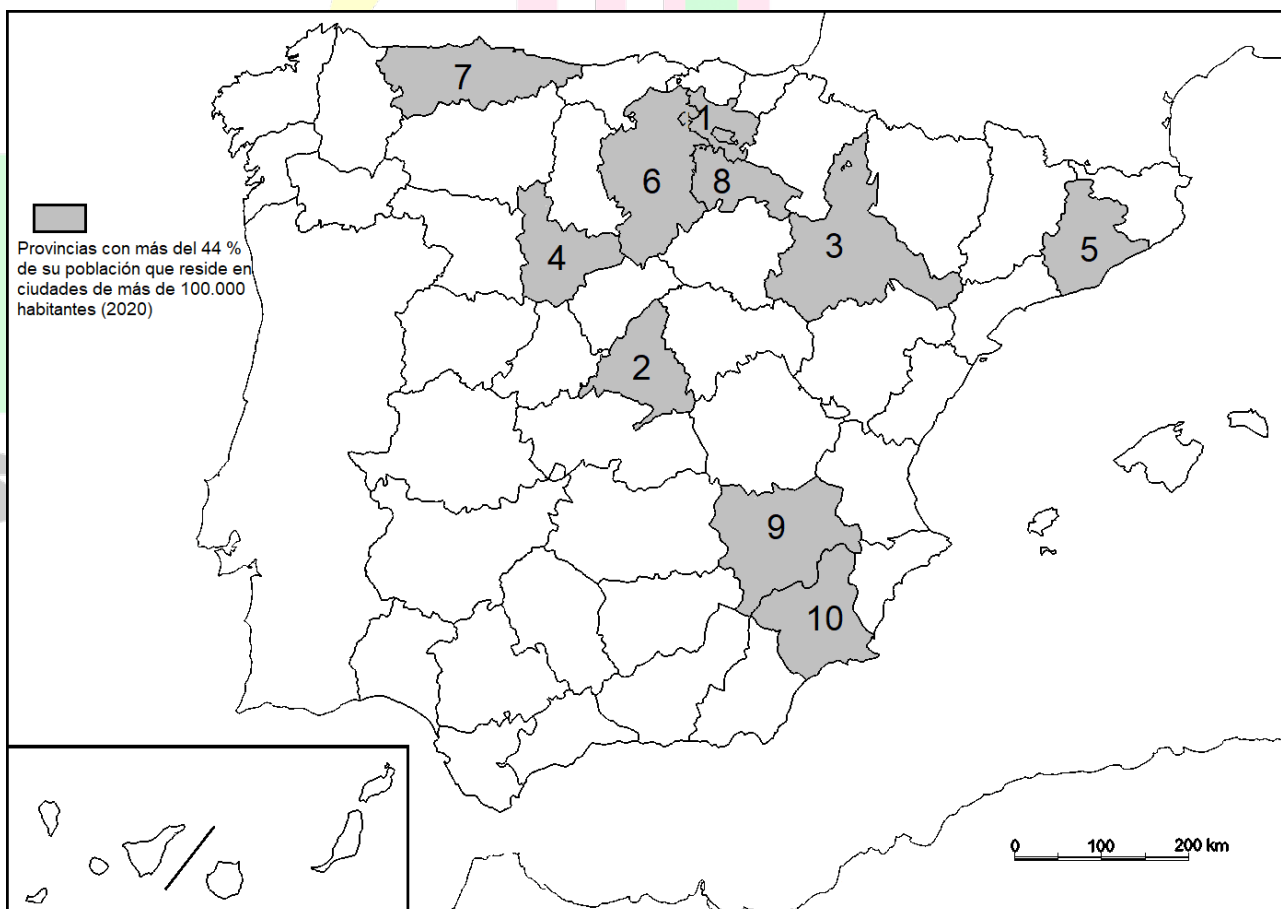 7
1
6
8
Provincias con más del 44 %
de su población que reside en
ciudades de más de 100.000
habitantes (2020)
4
3
5
2
9
10
0 100 200 km